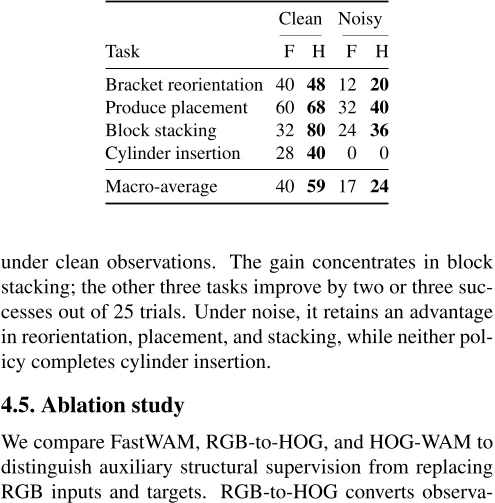 Clean Noisy
Task F H F H
Bracket reorientation 40 48 12 20
Produce placement 60 68 32 40
Block stacking 32 80 24 36
Cylinder insertion 28 40 0 0
Macro-average 40 59 17 24
under clean observations. The gain concentrates in block
stacking; the other three tasks improve by two or three suc-
cesses out of 25 trials. Under noise, it retains an advantage
in reorientation, placement, and stacking, while neither pol-
icy completes cylinder insertion.
4.5. Ablation study
We compare FastWAM, RGB-to-HOG, and HOG-WAM to
distinguish auxiliary structural supervision from replacing
RGB inputs and targets. RGB-to-HOG converts observa-